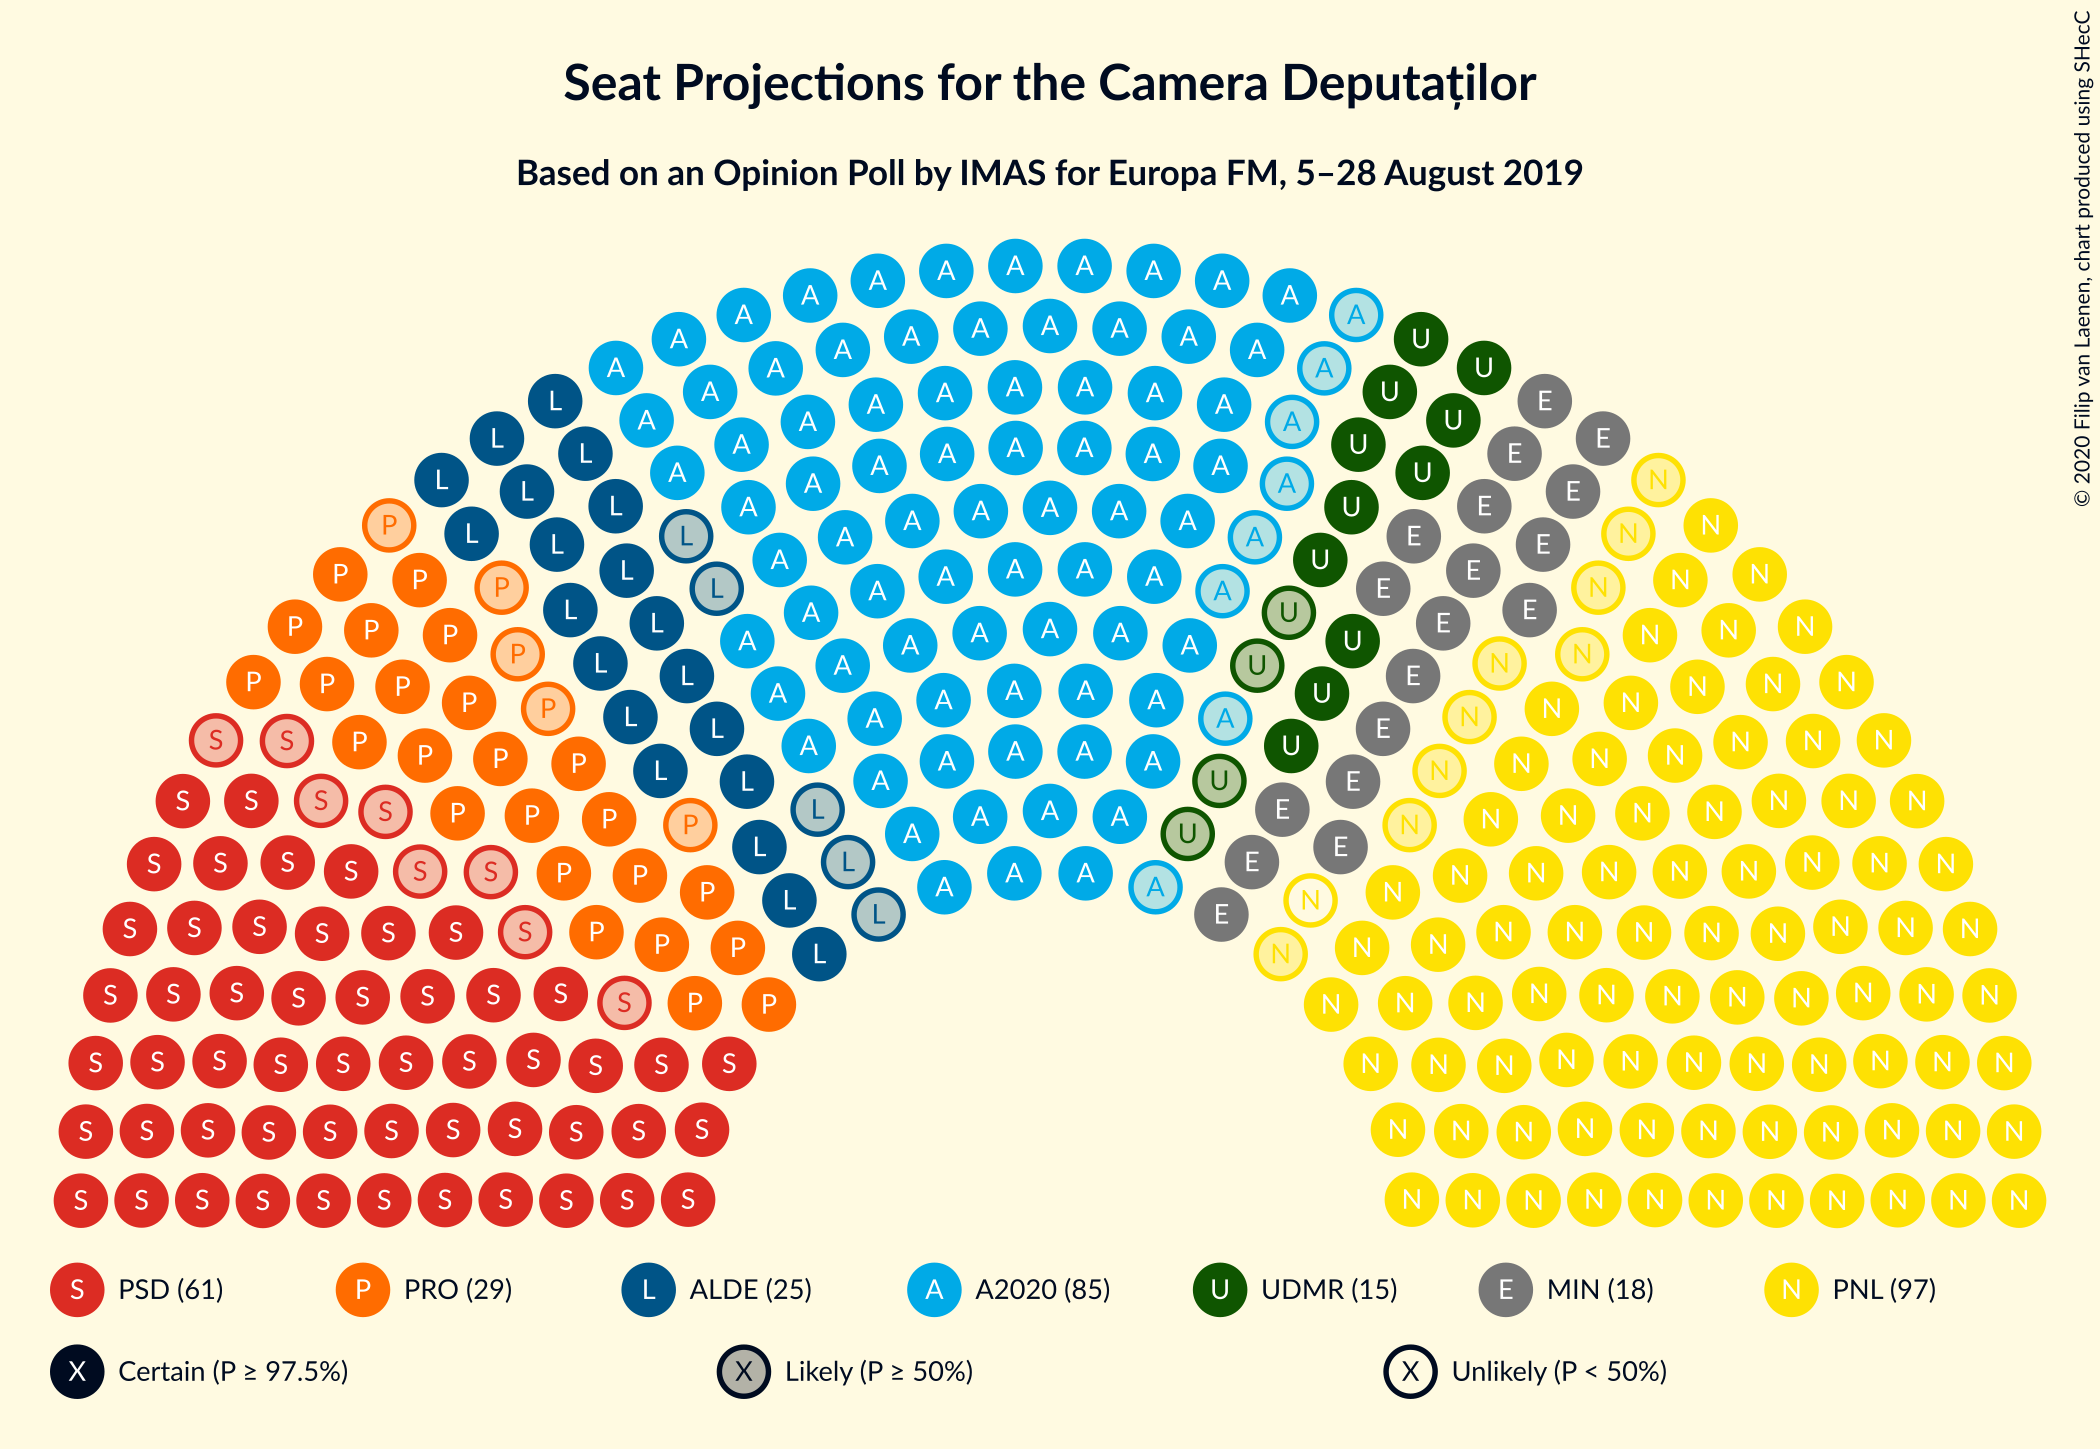 Seat Projections for the Camera Deputaților
Based on an Opinion Poll by IMAS for Europa FM, 5–28 August 2019
© 2020 Filip van Laenen, chart produced using SHecC
S PSD (61) P PRO (29) L ALDE (25) A A2020 (85) U UDMR (15) E MIN (18) N PNL (97)
X Certain (P ≥ 97.5%) X Likely (P ≥ 50%) X Unlikely (P < 50%)